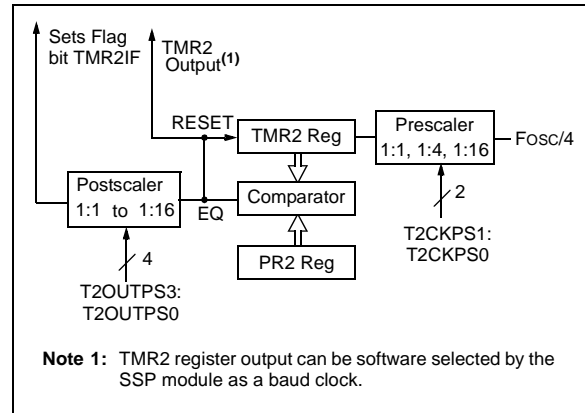 Sets Flag
bit TMR2IF
TMR2
Output(1)
RESET
TMR2 Reg
Prescaler
1:1, 1:4, 1:16
FOSC/4
2
T2CKPS1:
T2CKPS0
Postscaler
1:1 to 1:16
EQ
Comparator
4
T2OUTPS3:
T2OUTPS0
PR2 Reg
Note 1: TMR2 register output can be software selected by the
SSP module as a baud clock.